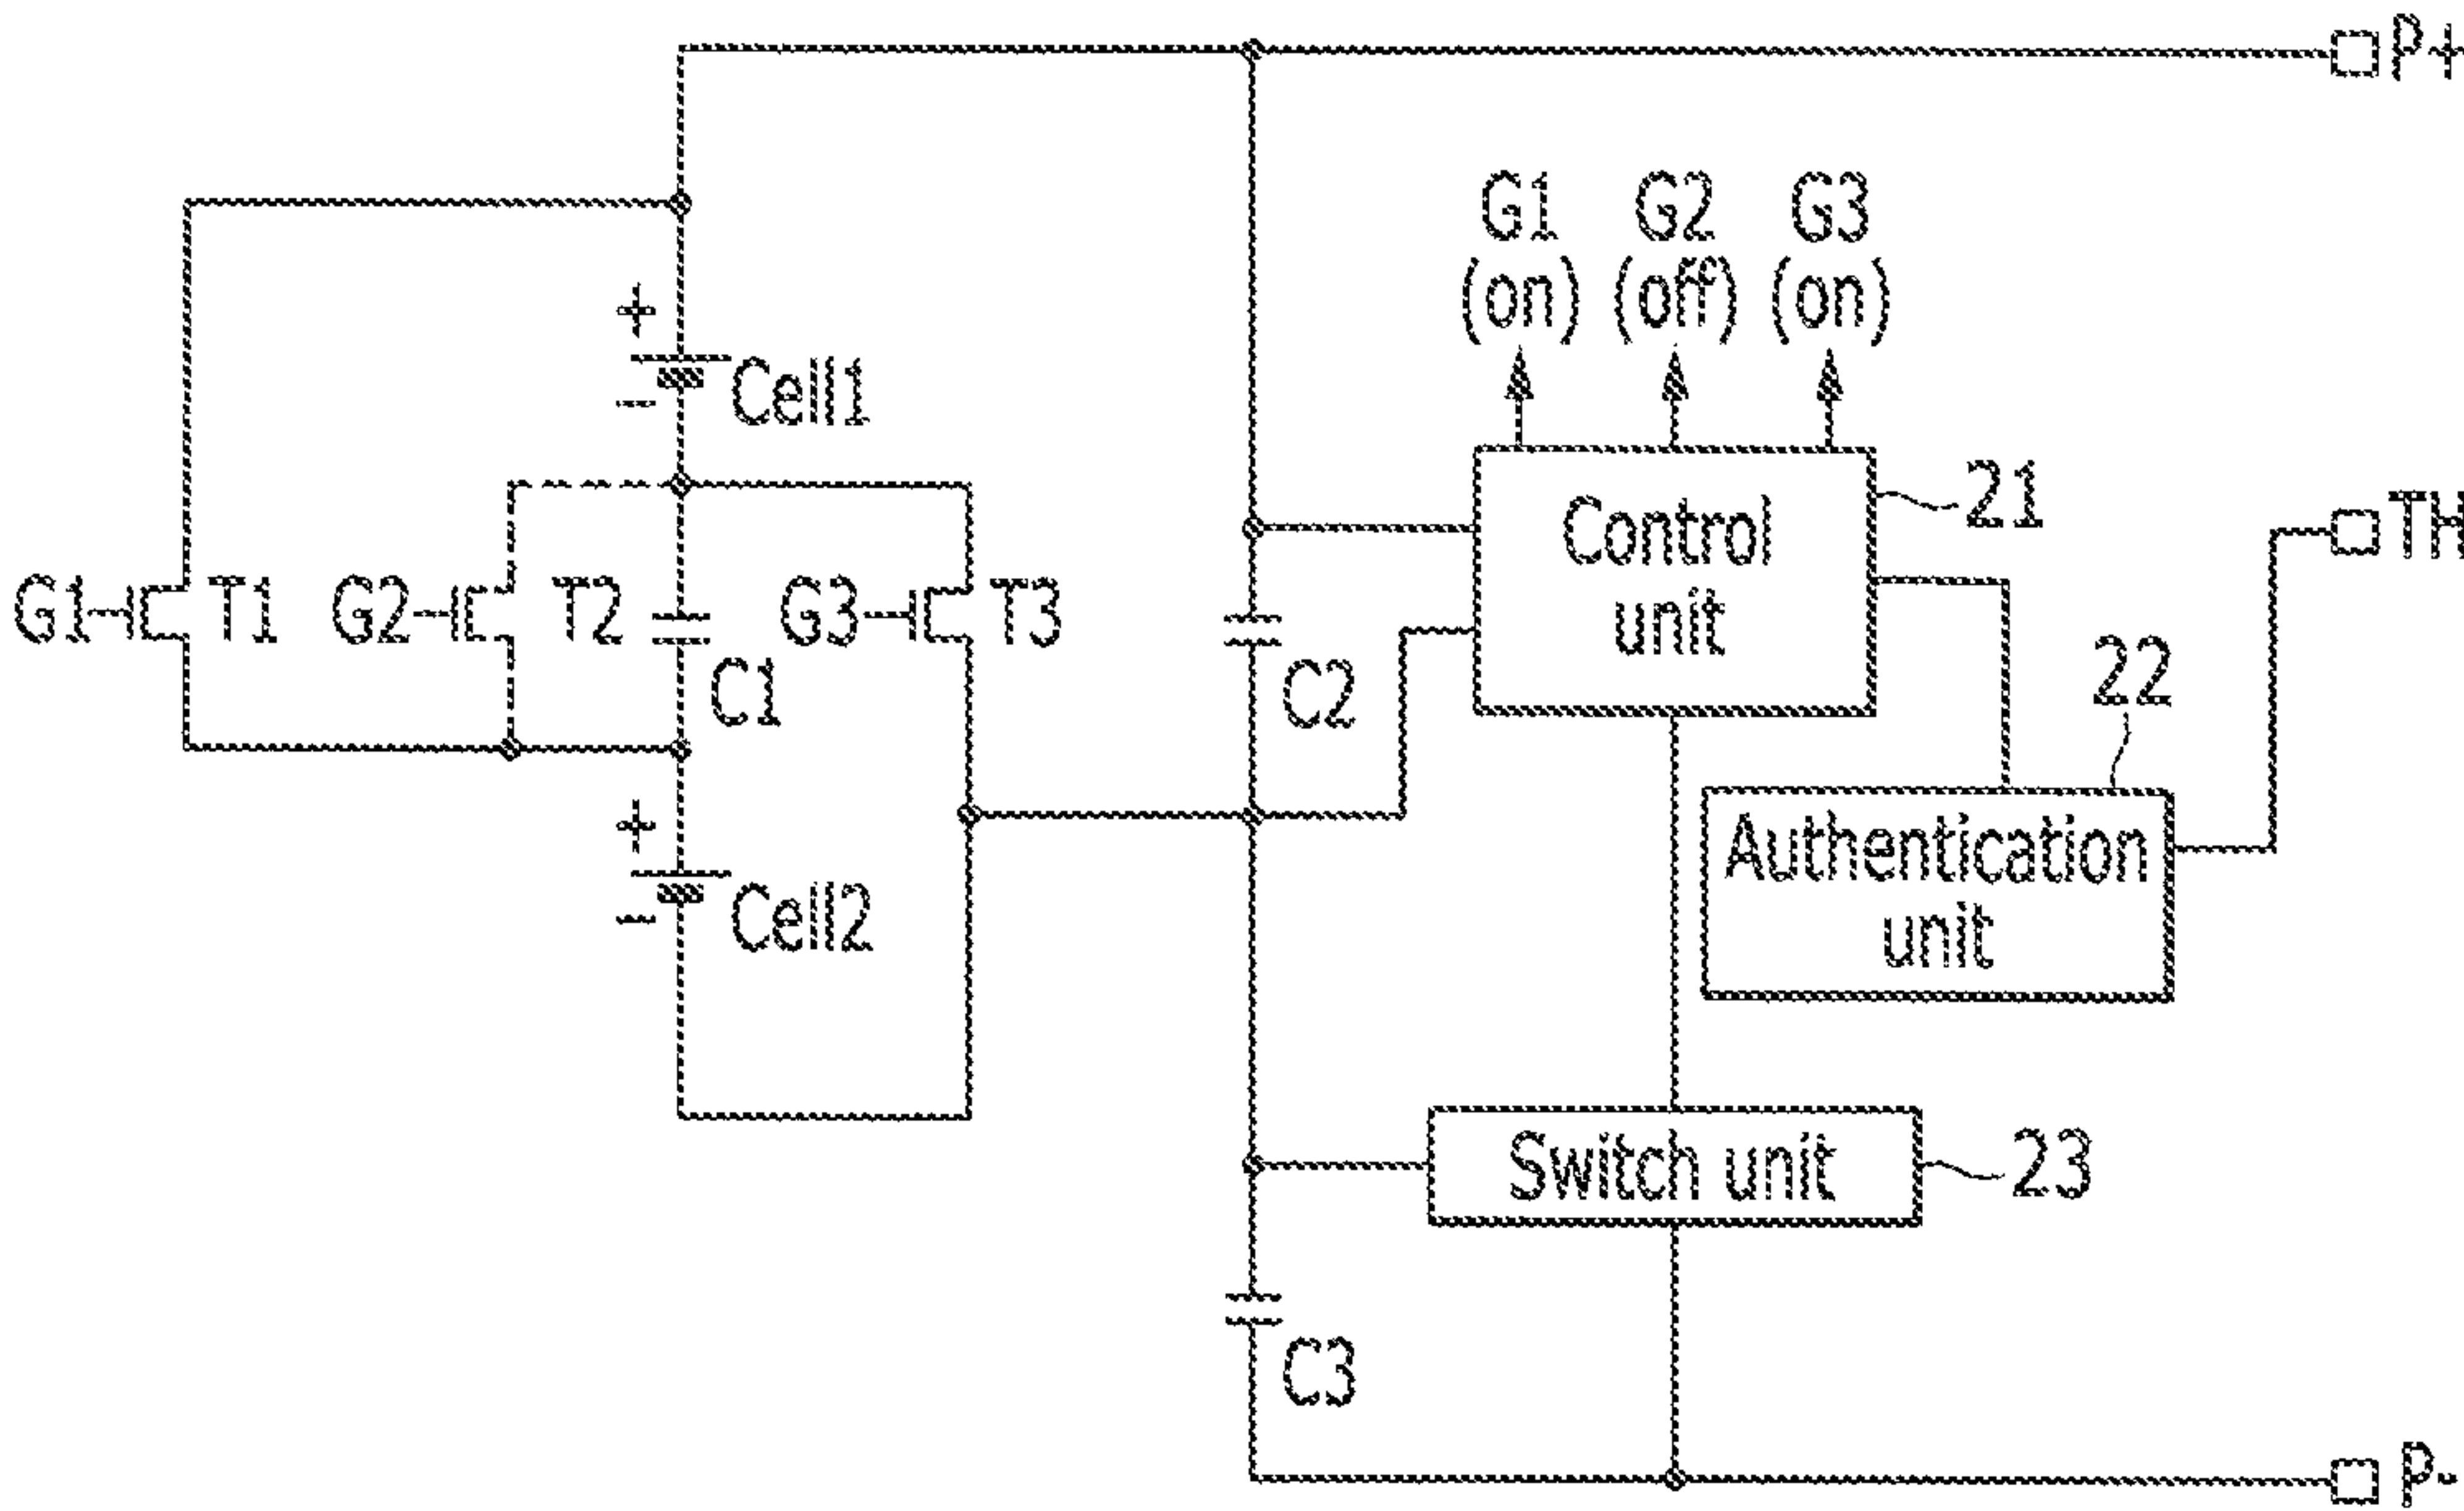 P+
G1 G2 G3
(on) (off) (on)
+
Cell1
-
21
Control
unit
TH
G1 T1 G2 T2 G3 T3
C1
C2
22
+
Authentication
unit
Cell2
-
Switch unit
23
C3
P-